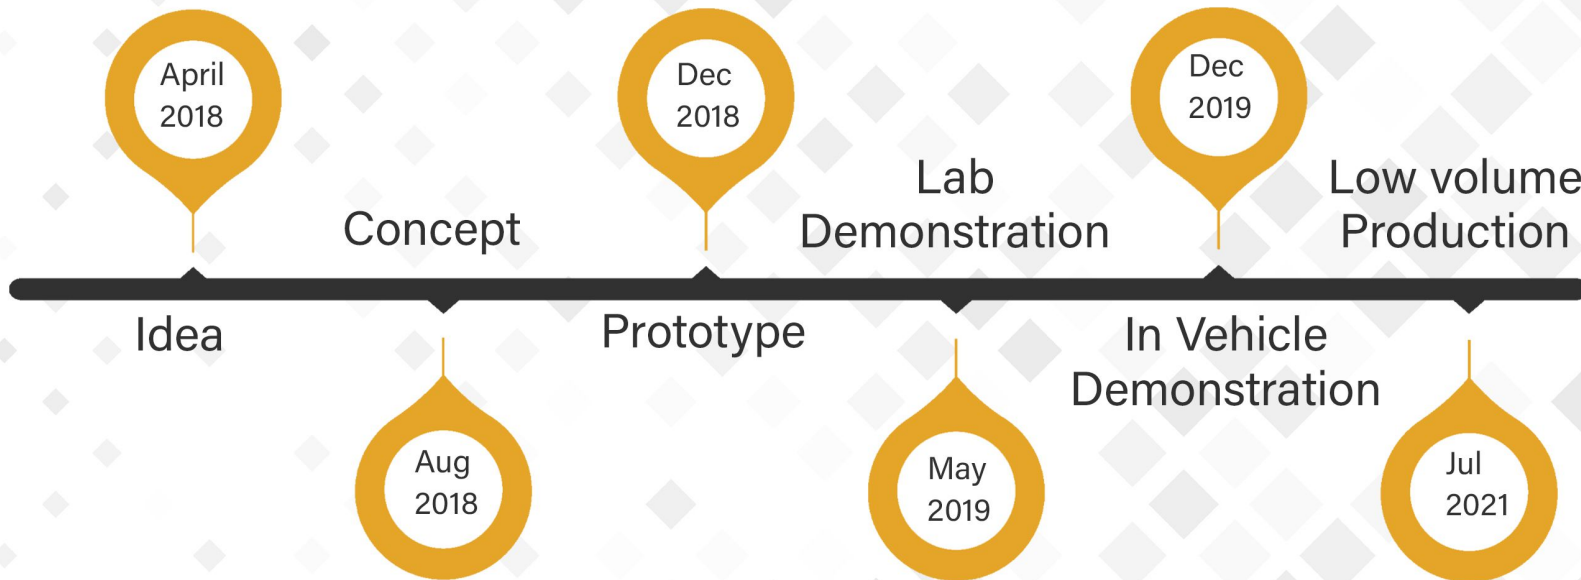 April
2018
Idea
Concept
Aug
2018
Dec
2018
Prototype
Lab
Demonstration
May
2019
Dec
2019
In Vehicle
Demonstration
Low volume
Production
Jul
2021